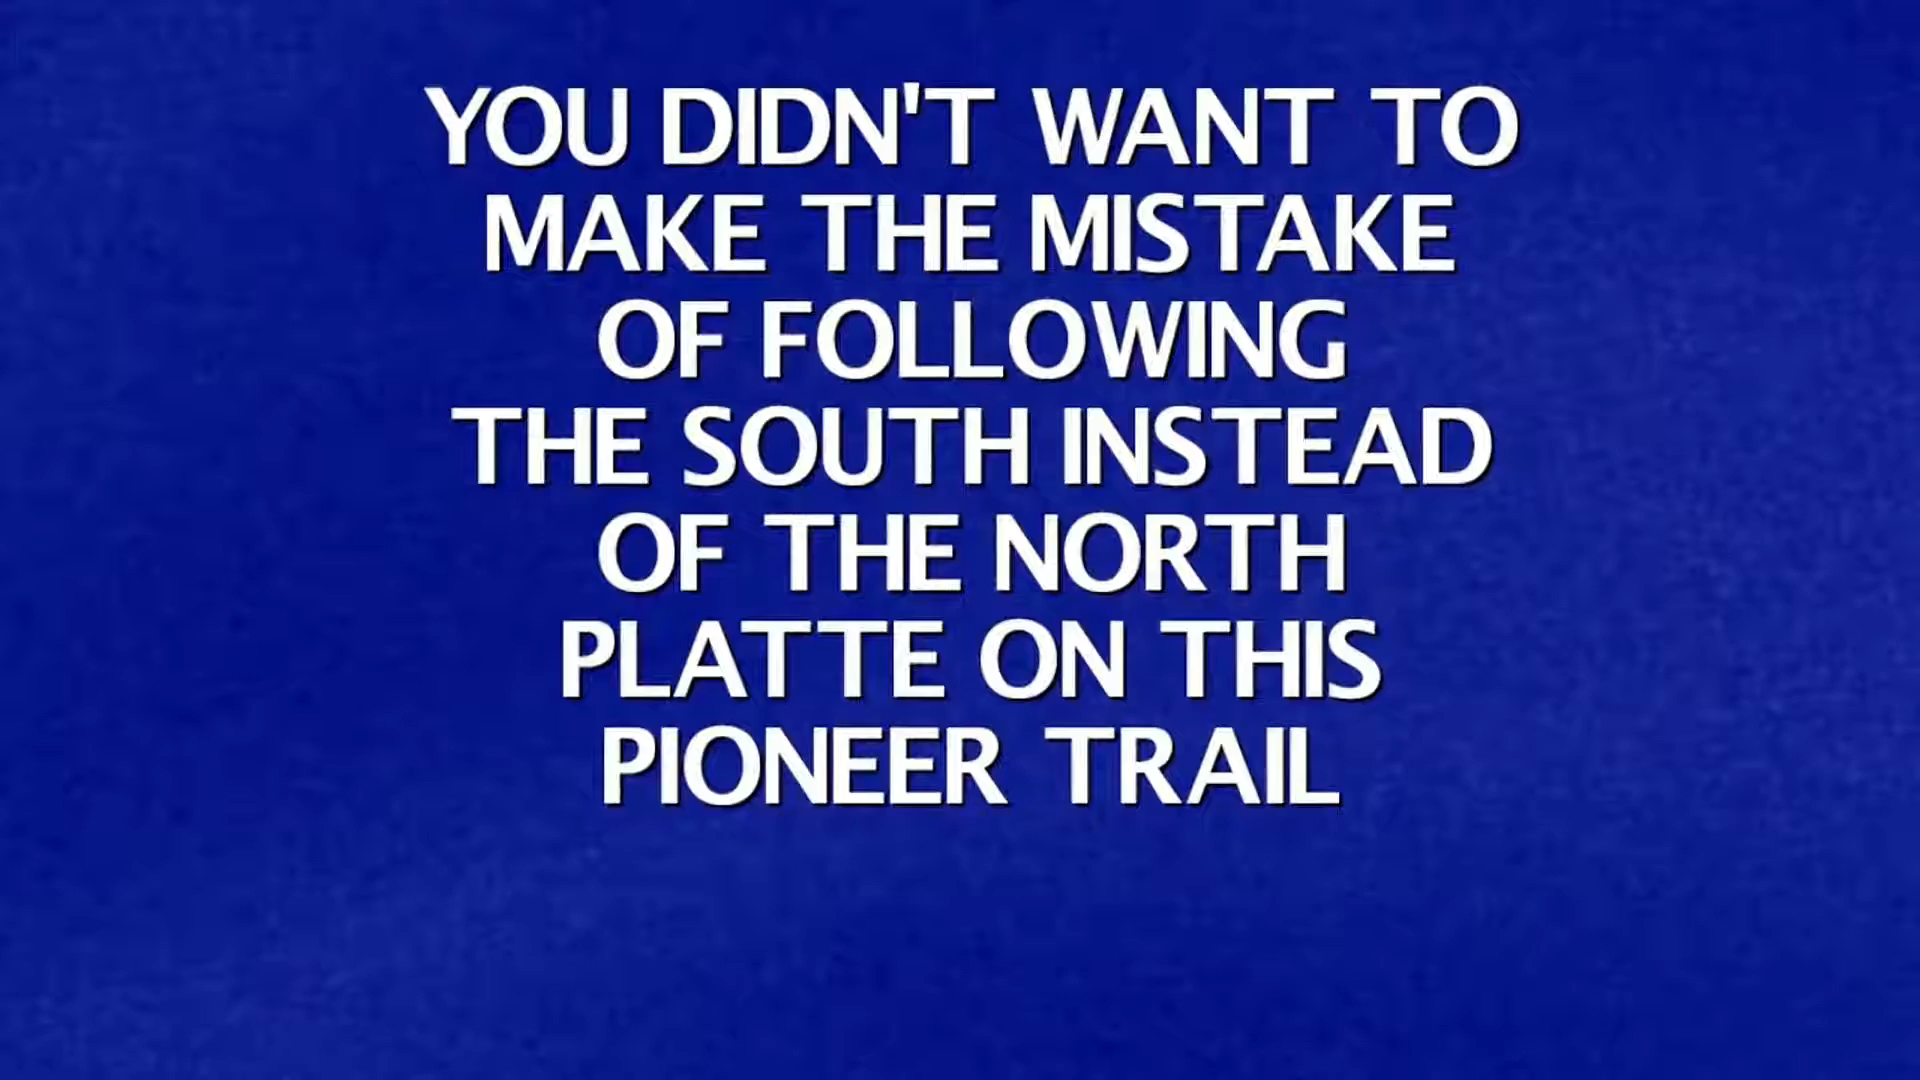 YOU DIDN'T WANT TO
MAKE THE MISTAKE
OF FOLLOWING
THE SOUTH INSTEAD
OF THE NORTH
PLATTE ON THIS
PIONEER TRAIL